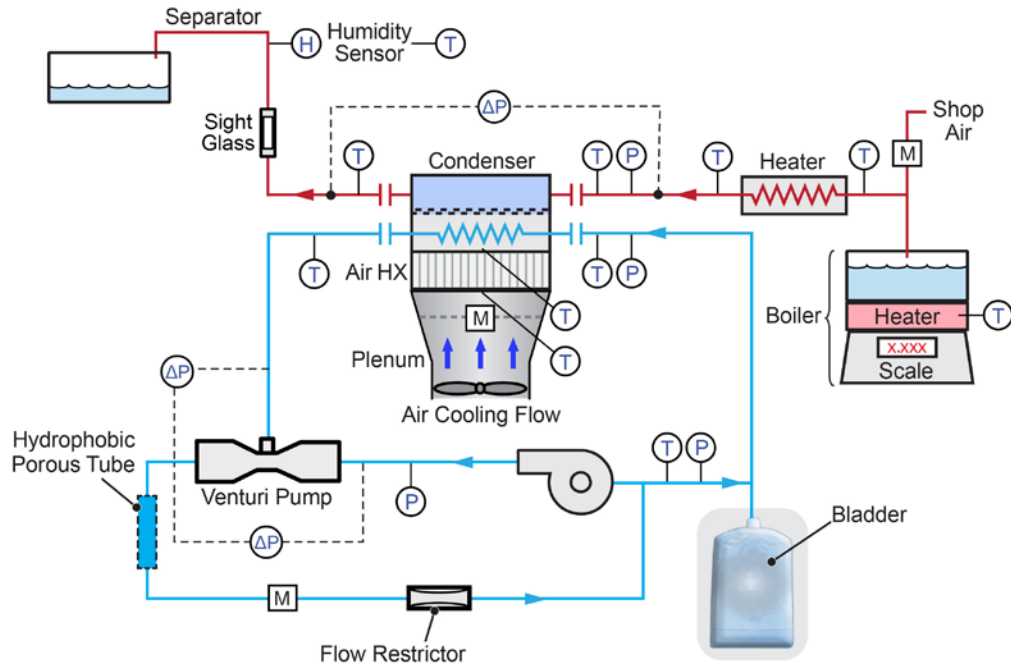 Separator
H
Humidity
Sensor
T
ΔP
Shop
Air
M
Sight
Glass
T
Condenser
T
P
T
Heater
T
Air HX
T
T
P
T
M
T
Plenum
Air Cooling Flow
Boiler
Heater
T
x.xxx
Scale
ΔP
Hydrophobic
Porous Tube
Venturi Pump
P
T
P
ΔP
Bladder
M
Flow Restrictor